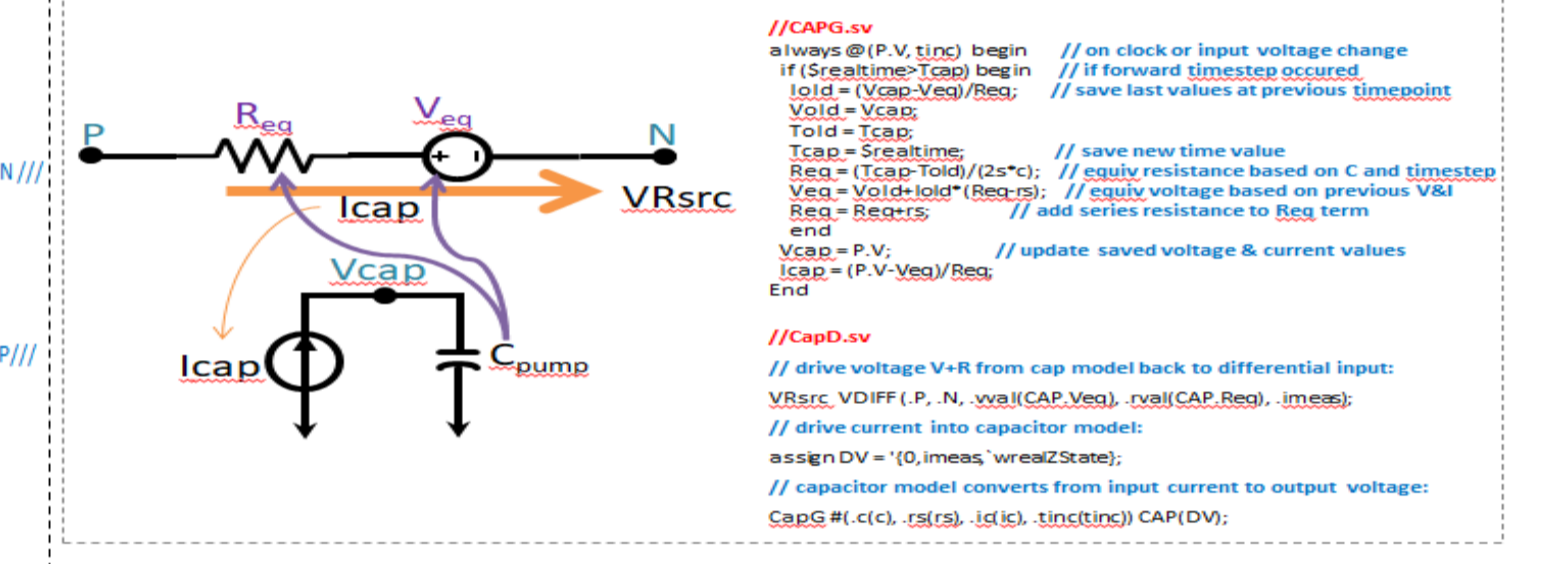 N///
P///
P
Req
Veq
N
Icap
VRsrc
Vcap
Icap
Cpump
//CAPG.sv
always @(P.V, tinc) begin // on clock or input voltage change
if ($realtime>Tcap) begin // if forward timestep occured
Iold = (Vcap-Veq)/Req; // save last values at previous timepoint
Vold = Vcap;
Told = Tcap;
Tcap = $realtime; // save new time value
Req = (Tcap-Told)/(2s*c); // equiv resistance based on C and timestep
Veq = Vold+Iold*(Req-rs); // equiv voltage based on previous V&I
Req = Req+rs; // add series resistance to Req term
end
Vcap = P.V; // update saved voltage & current values
Icap = (P.V-Veq)/Req;
End
//CapD.sv
// drive voltage V+R from cap model back to differential input:
VRsrc VDIFF (.P, .N, .vval(CAP.Veq), .rval(CAP.Req), .imeas);
// drive current into capacitor model:
assign DV = '{0,imeas,`wrealZState};
// capacitor model converts from input current to output voltage:
CapG #(.c(c), .rs(rs), .ic(ic), .tinc(tinc)) CAP(DV);